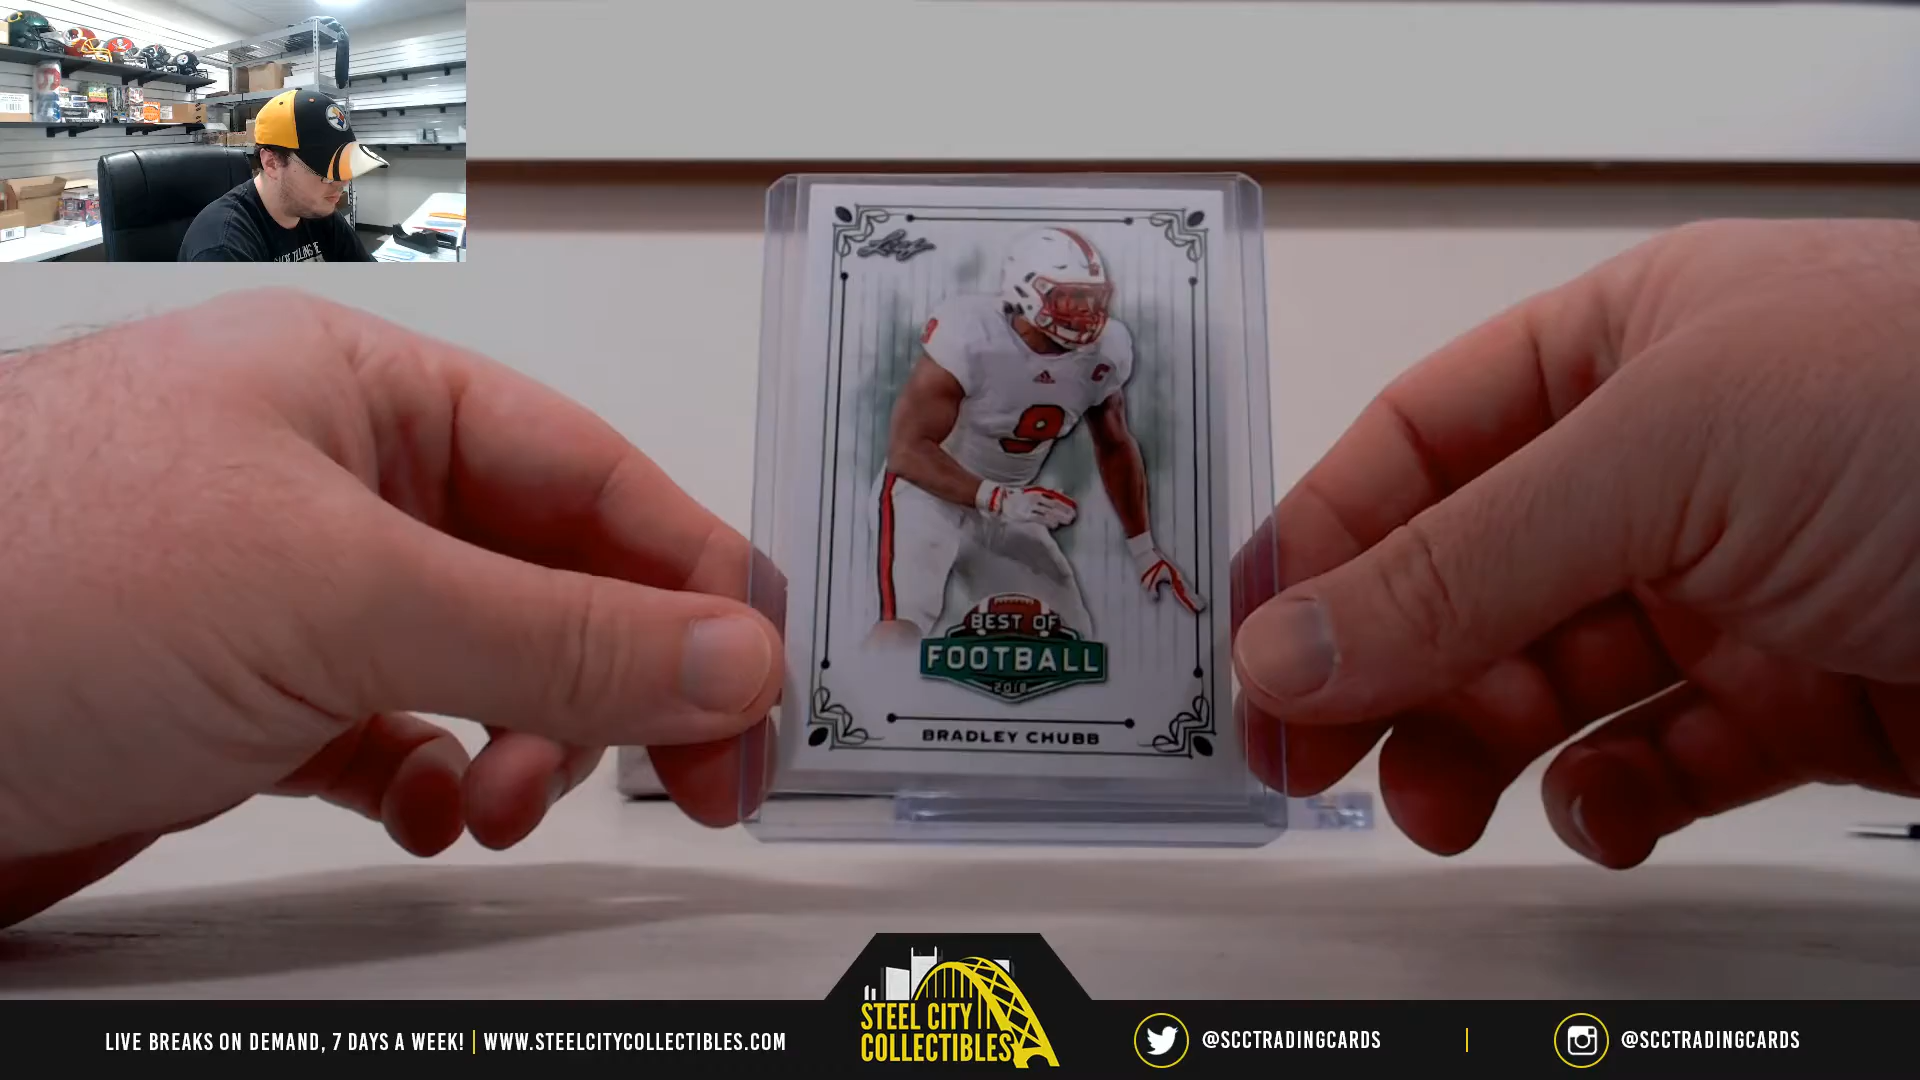 Leaf
C
9
BEST OF
FOOTBALL
2018
BRADLEY CHUBB
LIVE BREAKS ON DEMAND, 7 DAYS A WEEK! | WWW.STEELCITYCOLLECTIBLES.COM
STEEL CITY
COLLECTIBLES
@SCCTRADINGCARDS
@SCCTRADINGCARDS